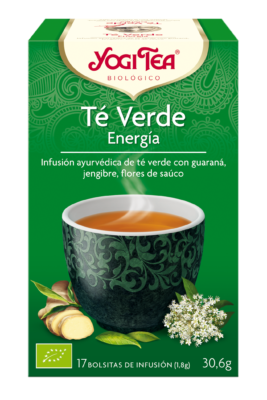 YOGI TEA
BIOLÓGICO
Té Verde
Energía
Infusión ayurvédica de té verde con guaraná,
jengibre, flores de saúco
17 BOLSITAS DE INFUSIÓN (1,8g) 30,6g